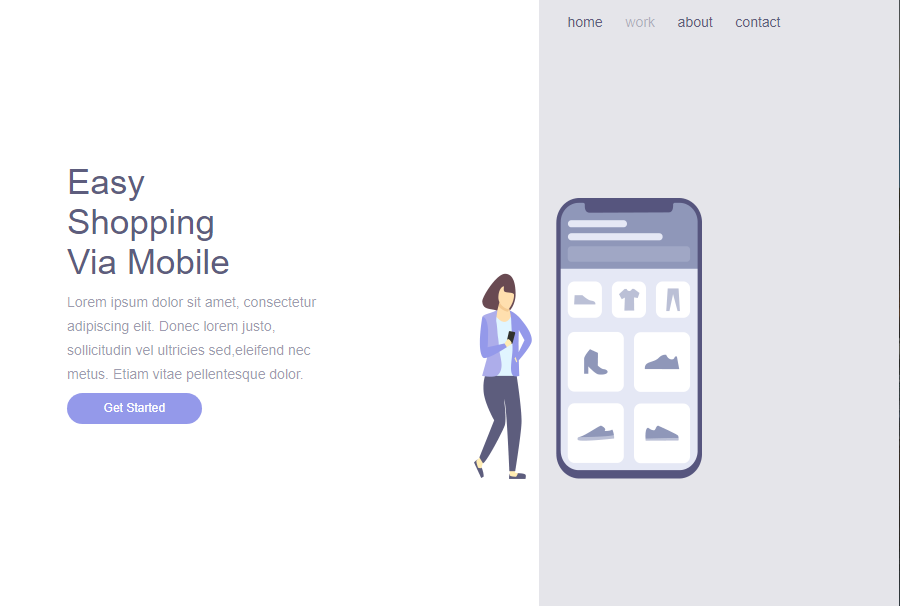 home work about contact
Easy
Shopping
Via Mobile
Lorem ipsum dolor sit amet, consectetur
adipiscing elit. Donec lorem justo,
sollicitudin vel ultricies sed,eleifend nec
metus. Etiam vitae pellentesque dolor.
Get Started